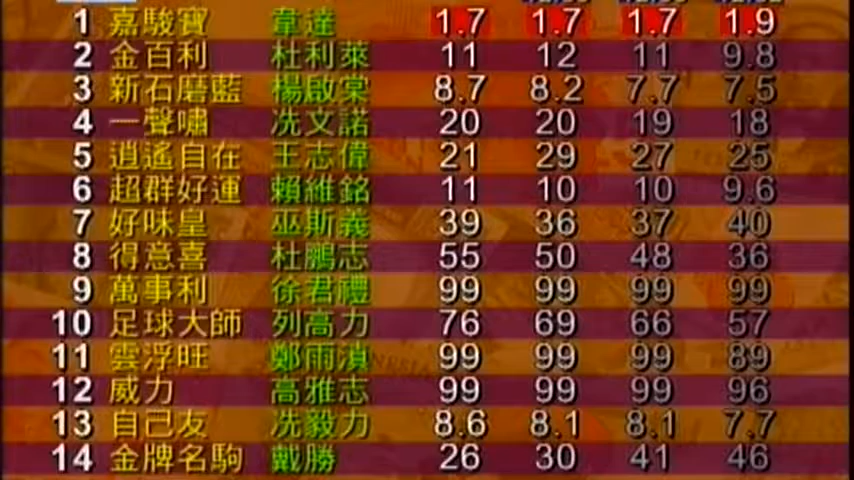 1 嘉駿寶 韋達 1.7 1.7 1.7 1.9
2 金百利 杜利萊 11 12 11 9.8
3 新石磨藍 楊啟棠 8.7 8.2 7.7 7.5
4 一聲嘯 冼文諾 20 20 19 18
5 逍遙自在 王志偉 21 29 27 25
6 超群好運 賴維銘 11 10 10 9.6
7 好味皇 巫斯義 39 36 37 40
8 得意喜 杜鵬志 55 50 48 36
9 萬事利 徐君禮 99 99 99 99
10 足球大師 列高力 76 69 66 57
11 雲浮旺 鄭雨滇 99 99 99 89
12 威力 高雅志 99 99 99 96
13 自己友 冼毅力 8.6 8.1 8.1 7.7
14 金牌名駒 戴勝 26 30 41 46